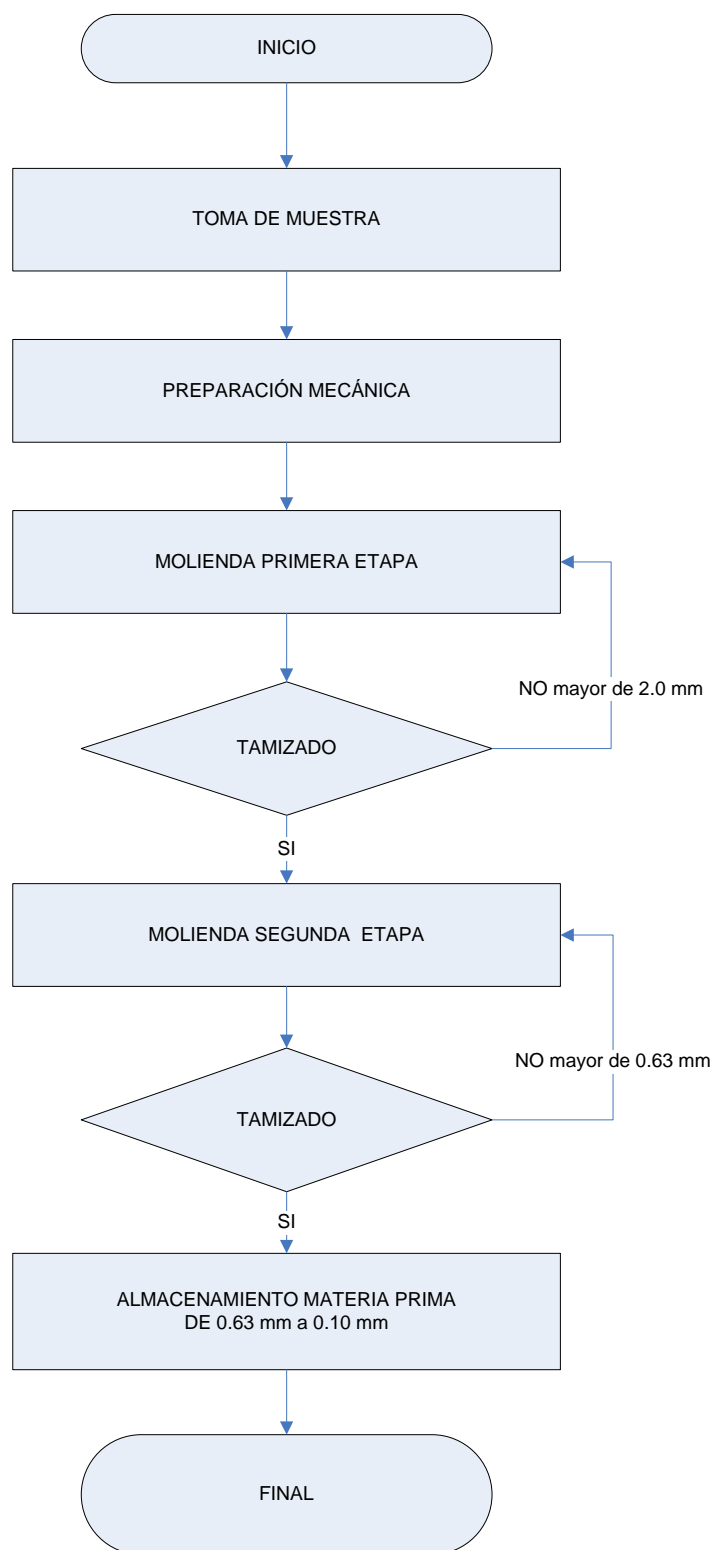 INICIO
TOMA DE MUESTRA
PREPARACIÓN MECÁNICA
MOLIENDA PRIMERA ETAPA
NO mayor de 2.0 mm
TAMIZADO
SI
MOLIENDA SEGUNDA ETAPA
NO mayor de 0.63 mm
TAMIZADO
SI
ALMACENAMIENTO MATERIA PRIMA
DE 0.63 mm a 0.10 mm
FINAL